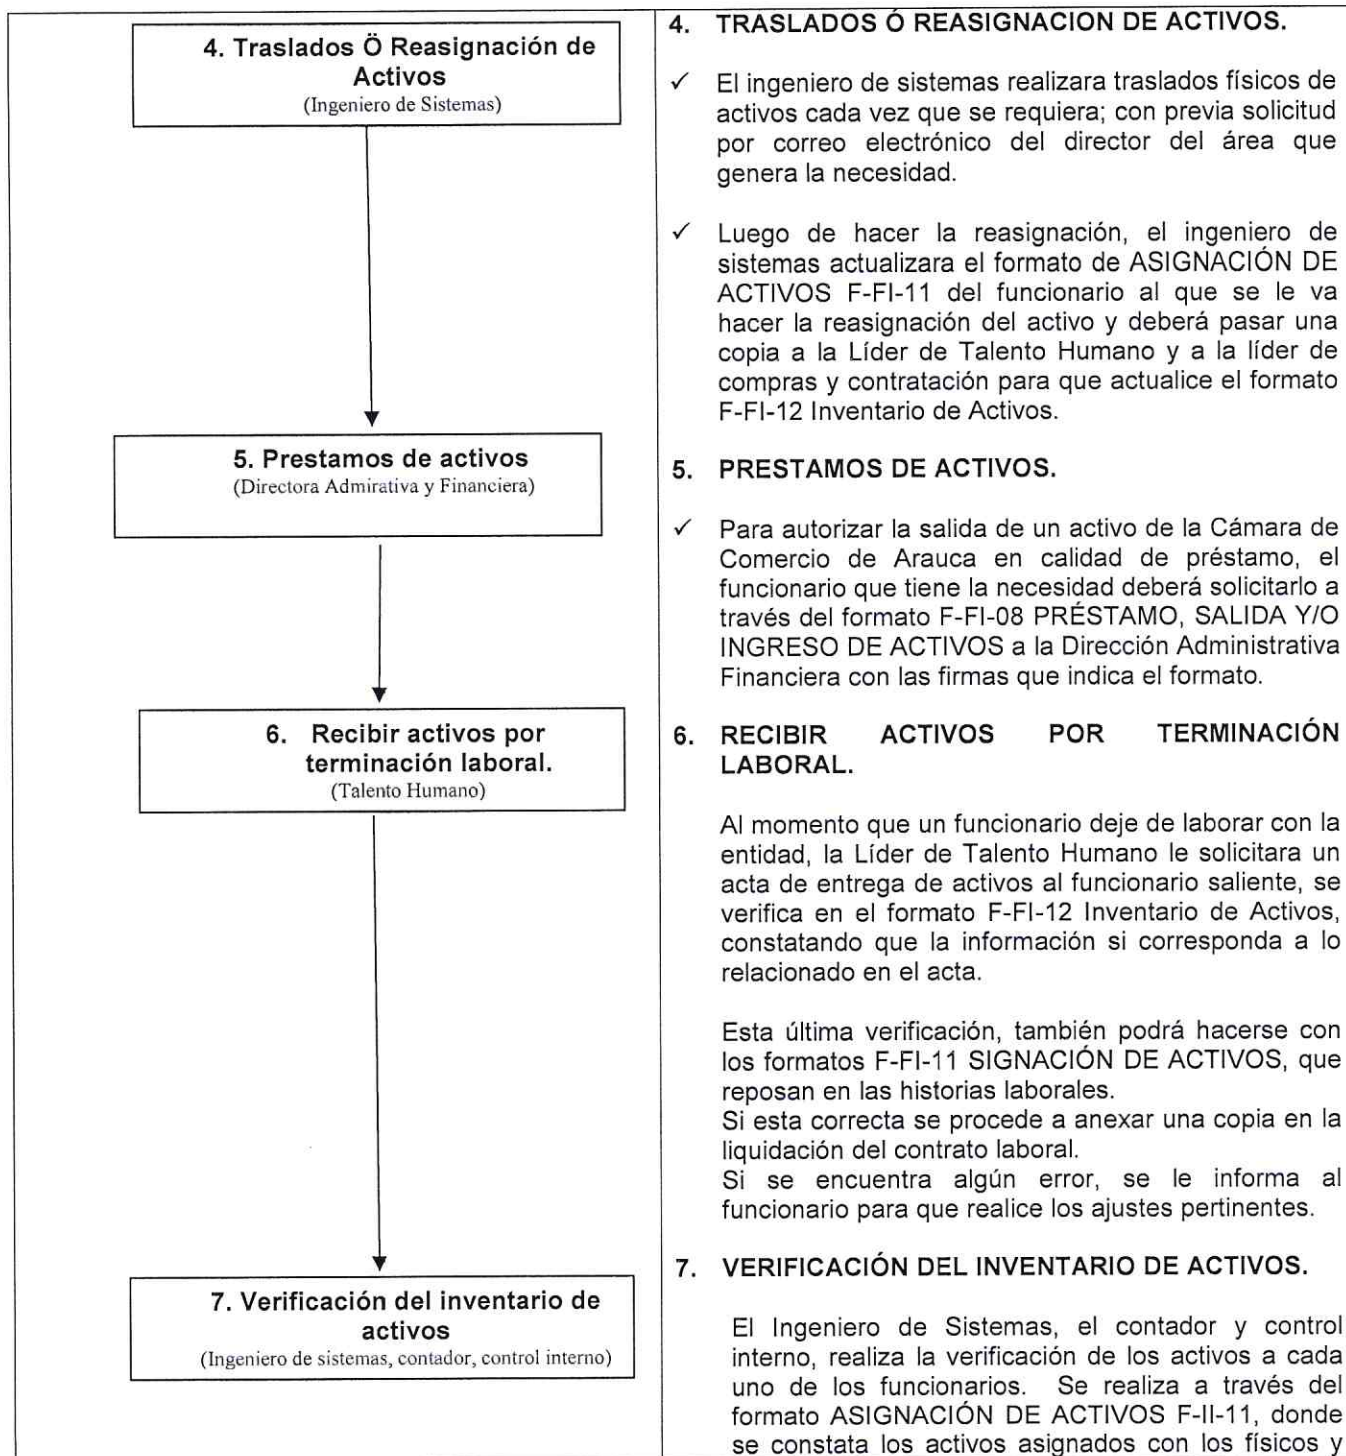 4. Traslados Ö Reasignación de
Activos
(Ingeniero de Sistemas)
5. Prestamos de activos
(Directora Admirativa y Financiera)
6. Recibir activos por
terminación laboral.
(Talento Humano)
7. Verificación del inventario de
activos
(Ingeniero de sistemas, contador, control interno)
4. TRASLADOS Ó REASIGNACION DE ACTIVOS.
✓ El ingeniero de sistemas realizara traslados físicos de
activos cada vez que se requiera; con previa solicitud
por correo electrónico del director del área que
genera la necesidad.
✓ Luego de hacer la reasignación, el ingeniero de
sistemas actualizara el formato de ASIGNACIÓN DE
ACTIVOS F-FI-11 del funcionario al que se le va
hacer la reasignación del activo y deberá pasar una
copia a la Líder de Talento Humano y a la líder de
compras y contratación para que actualice el formato
F-FI-12 Inventario de Activos.
5. PRESTAMOS DE ACTIVOS.
✓ Para autorizar la salida de un activo de la Cámara de
Comercio de Arauca en calidad de préstamo, el
funcionario que tiene la necesidad deberá solicitarlo a
través del formato F-FI-08 PRÉSTAMO, SALIDA Y/O
INGRESO DE ACTIVOS a la Dirección Administrativa
Financiera con las firmas que indica el formato.
6. RECIBIR ACTIVOS POR TERMINACIÓN
LABORAL.
Al momento que un funcionario deje de laborar con la
entidad, la Líder de Talento Humano le solicitara un
acta de entrega de activos al funcionario saliente, se
verifica en el formato F-FI-12 Inventario de Activos,
constatando que la información si corresponda a lo
relacionado en el acta.
Esta última verificación, también podrá hacerse con
los formatos F-FI-11 SIGNACIÓN DE ACTIVOS, que
reposan en las historias laborales.
Si esta correcta se procede a anexar una copia en la
liquidación del contrato laboral.
Si se encuentra algún error, se le informa al
funcionario para que realice los ajustes pertinentes.
7. VERIFICACIÓN DEL INVENTARIO DE ACTIVOS.
El Ingeniero de Sistemas, el contador y control
interno, realiza la verificación de los activos a cada
uno de los funcionarios. Se realiza a través del
formato ASIGNACIÓN DE ACTIVOS F-II-11, donde
se constata los activos asignados con los físicos y